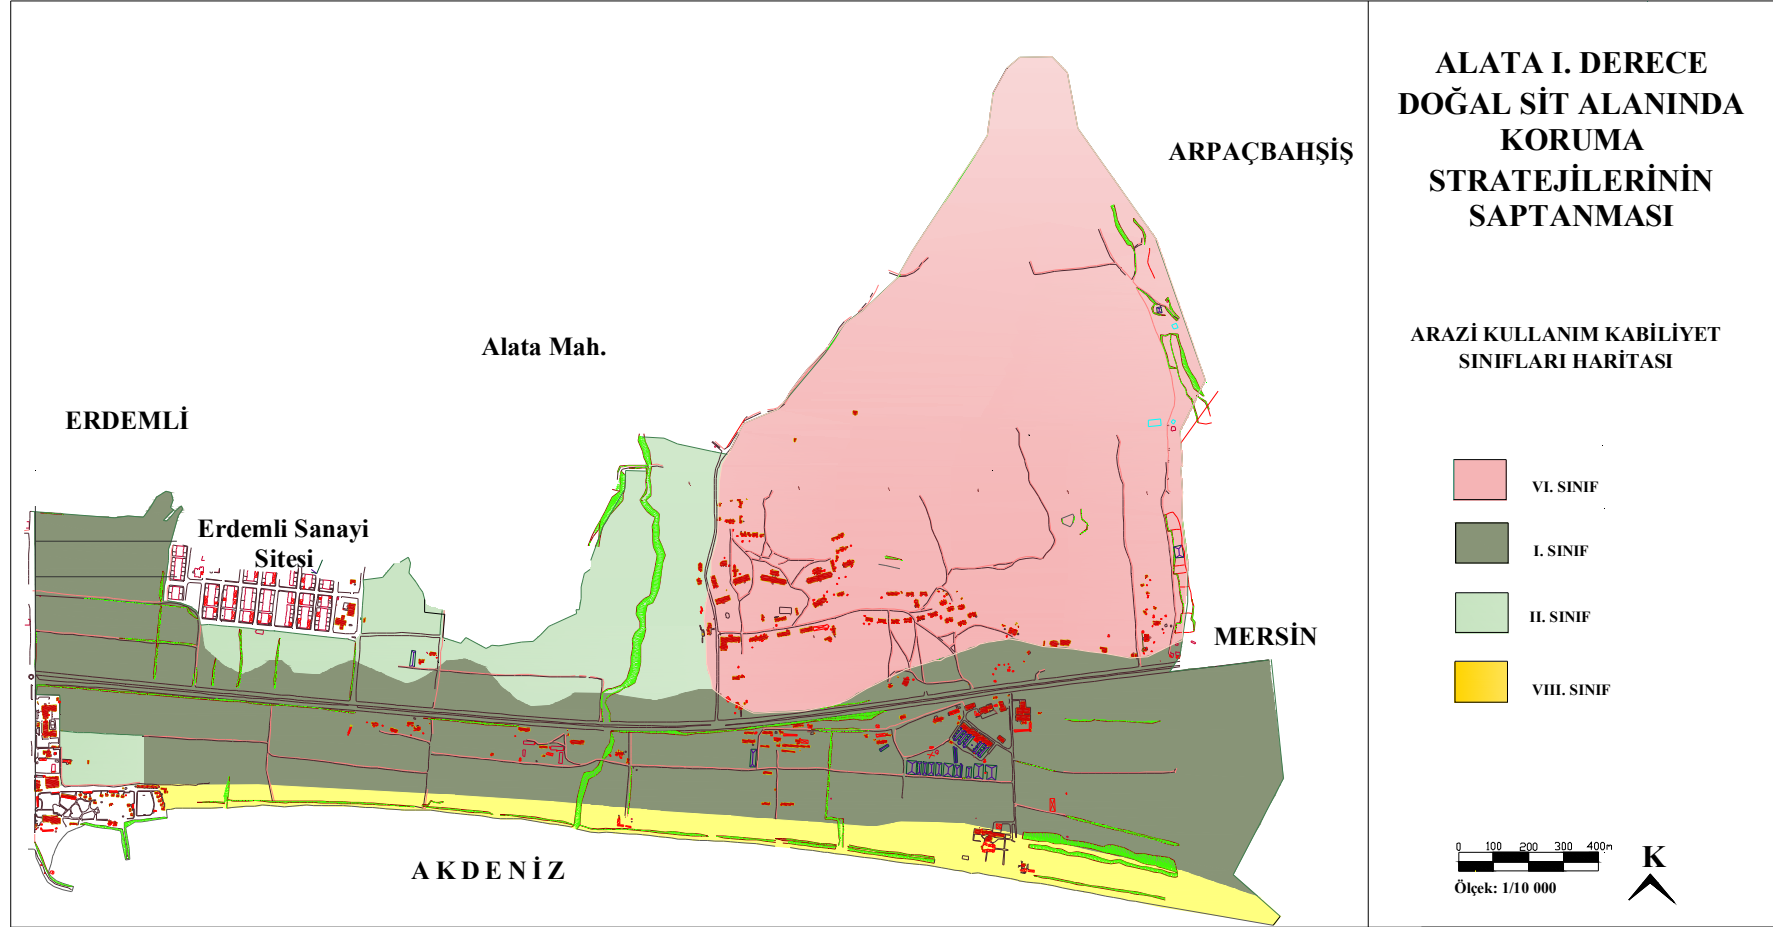 ALATA I. DERECE
DOĞAL SİT ALANINDA
KORUMA
STRATEJİLERİNİN
SAPTANMASI
ARPAÇBAHŞİŞ
ARAZİ KULLANIM KABİLİYET
SINIFLARI HARİTASI
Alata Mah.
ERDEMLİ
VI. SINIF
Erdemli Sanayi
Sitesi
I. SINIF
II. SINIF
MERSİN
VIII. SINIF
AKDENİZ
0 100 200 300 400m
K
Ölçek: 1/10 000